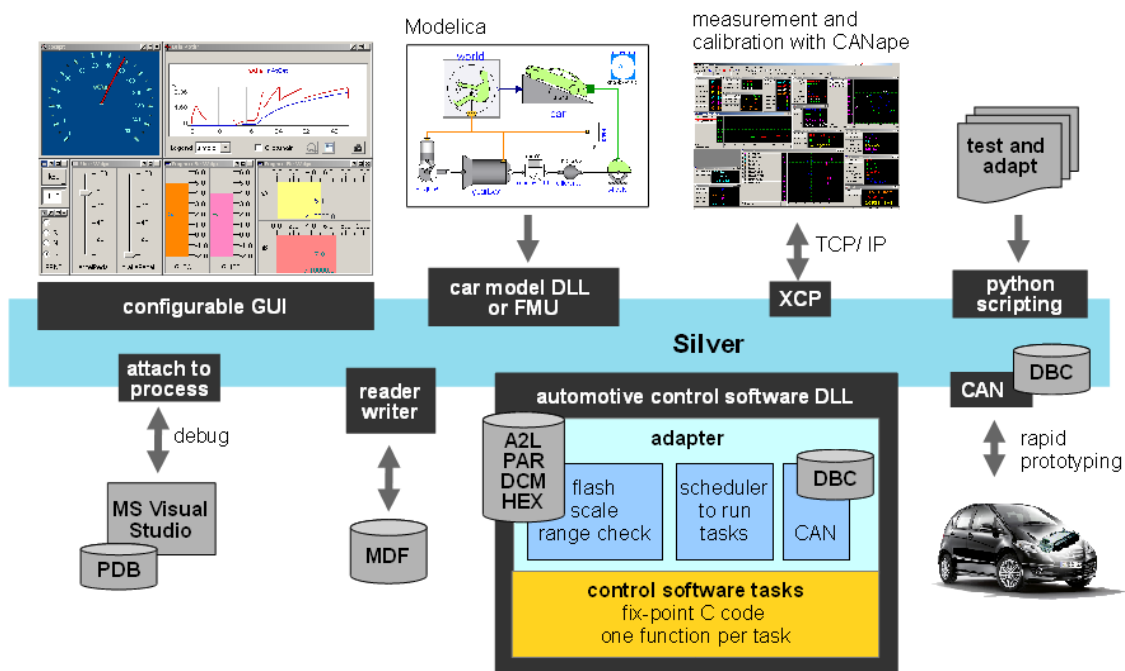 Modelica
measurement and
calibration with CANape
world
car
gearbox
Legend
test and
adapt
TCP/ IP
configurable GUI
car model DLL
or FMU
XCP
python
scripting
Silver
attach to
process
reader
writer
automotive control software DLL
CAN
DBC
debug
A2L
PAR
DCM
HEX
adapter
flash
scale
range check
scheduler
to run
tasks
DBC
CAN
rapid
prototyping
MS Visual
Studio
PDB
MDF
control software tasks
fix-point C code
one function per task